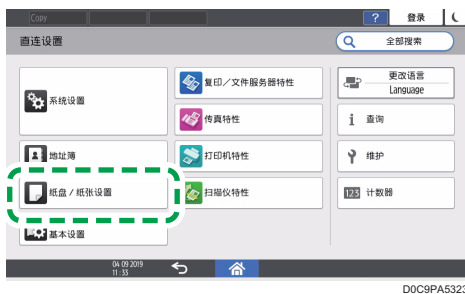 Copy
? 登录
直连设置
全部搜索
系统设置
复印／文件服务器特性
更改语言
Language
传真特性
i 查询
地址簿
打印机特性
维护
纸盘 / 纸张设置
扫描仪特性
123 计数器
基本设置
04 09 2019
11 : 33
D0C9PA5323